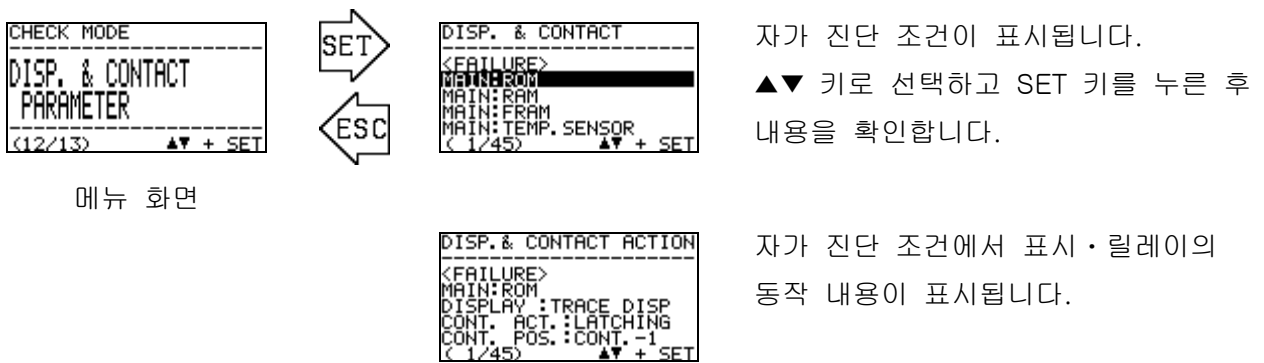 CHECK MODE
DISP. & CONTACT
PARAMETER
(12/13) ▲▼ + SET
메뉴 화면
SET
ESC
DISP. & CONTACT
<FAILURE>
MAIN:ROM
MAIN:RAM
MAIN:FRAM
MAIN:TEMP.SENSOR
( 1/45) ▲▼ + SET
자가 진단 조건이 표시됩니다.
▲▼ 키로 선택하고 SET 키를 누른 후
내용을 확인합니다.
DISP.& CONTACT ACTION
<FAILURE>
MAIN:ROM
DISPLAY :TRACE DISP
CONT. ACT.:LATCHING
CONT. POS.:CONT.-1
( 1/45) ▲▼ + SET
자가 진단 조건에서 표시・릴레이의
동작 내용이 표시됩니다.